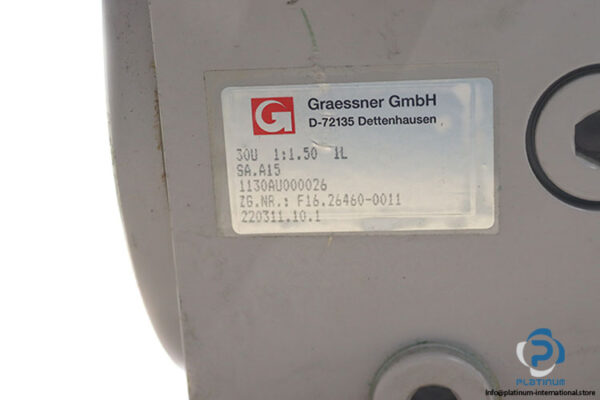 G
Graessner GmbH
D-72135 Dettenhausen
30U 1:1.50 1L
SA.A15
1130AU000026
ZG.NR.: F16.26460-0011
220311.10.1
PLATINUM
info@platinum-international.store